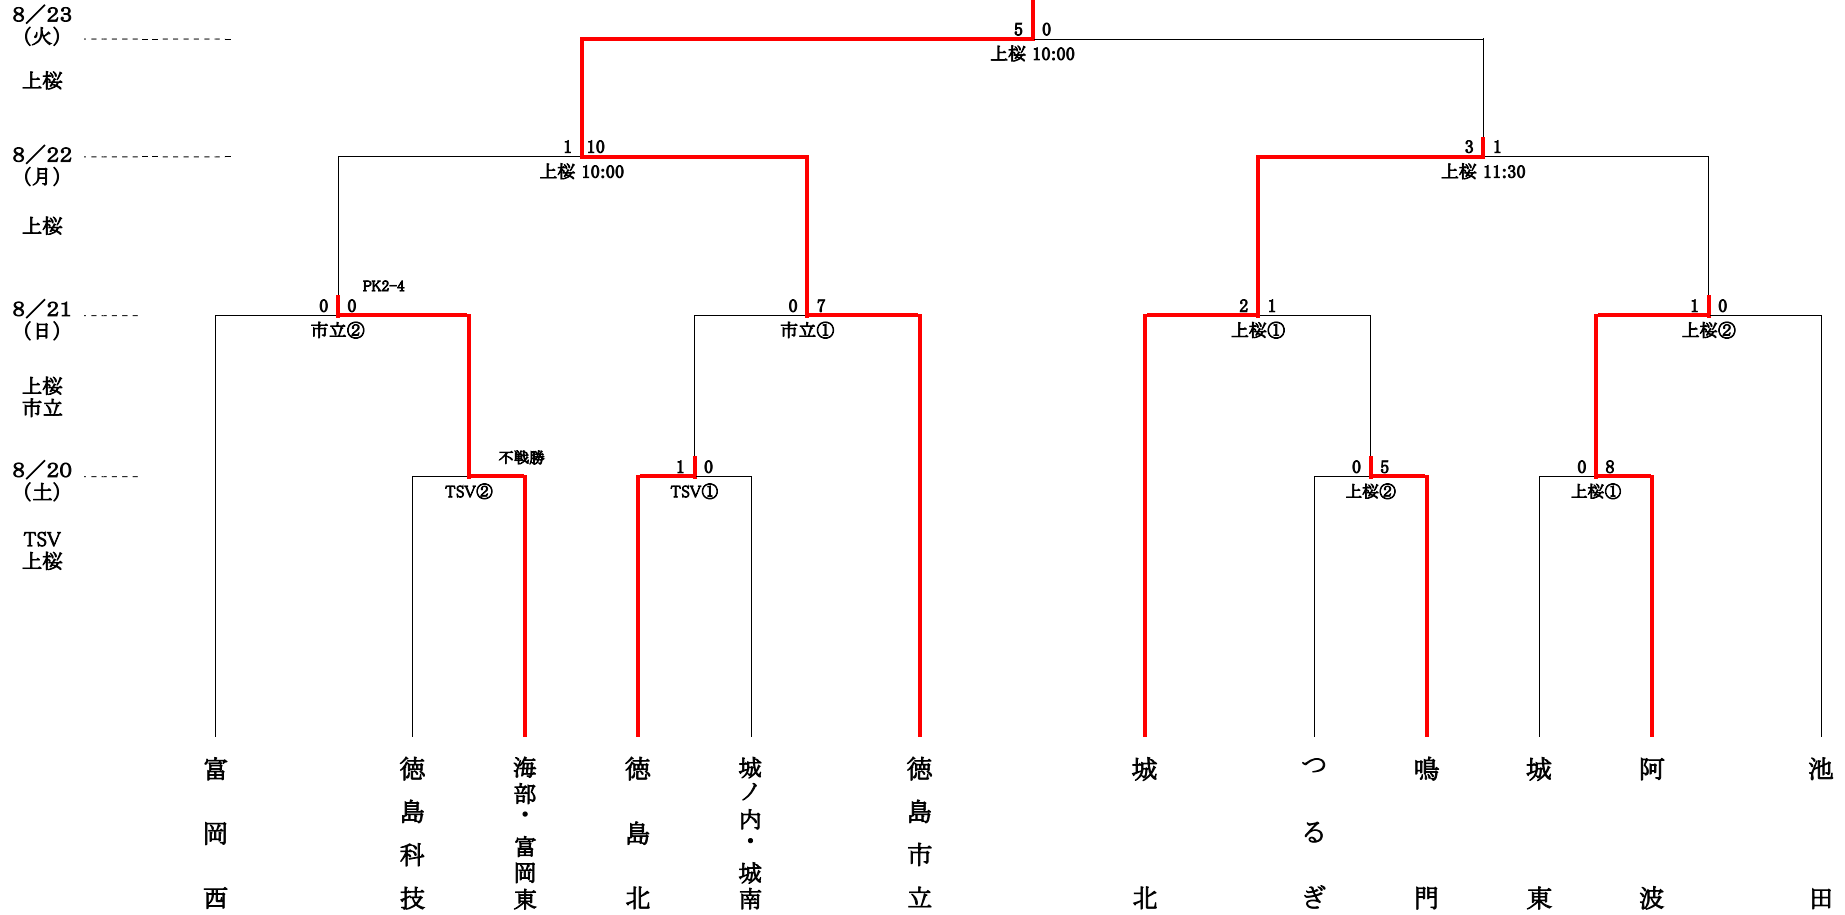 8/23
(火)
5 0
上桜 10:00
上桜
8/22
(月)
1 10
上桜 10:00
3 1
上桜 11:30
上桜
8/21
(日)
PK2-4
0 0
市立②
0 7
市立①
2 1
上桜①
1 0
上桜②
上桜
市立
8/20
(土)
不戦勝
TSV②
1 0
TSV①
0 5
上桜②
0 8
上桜①
TSV
上桜
富岡西
徳島科技
海部・富岡東
徳島北
城ノ内・城南
徳島市立
城北
つるぎ
鳴門
城東
阿波
池田